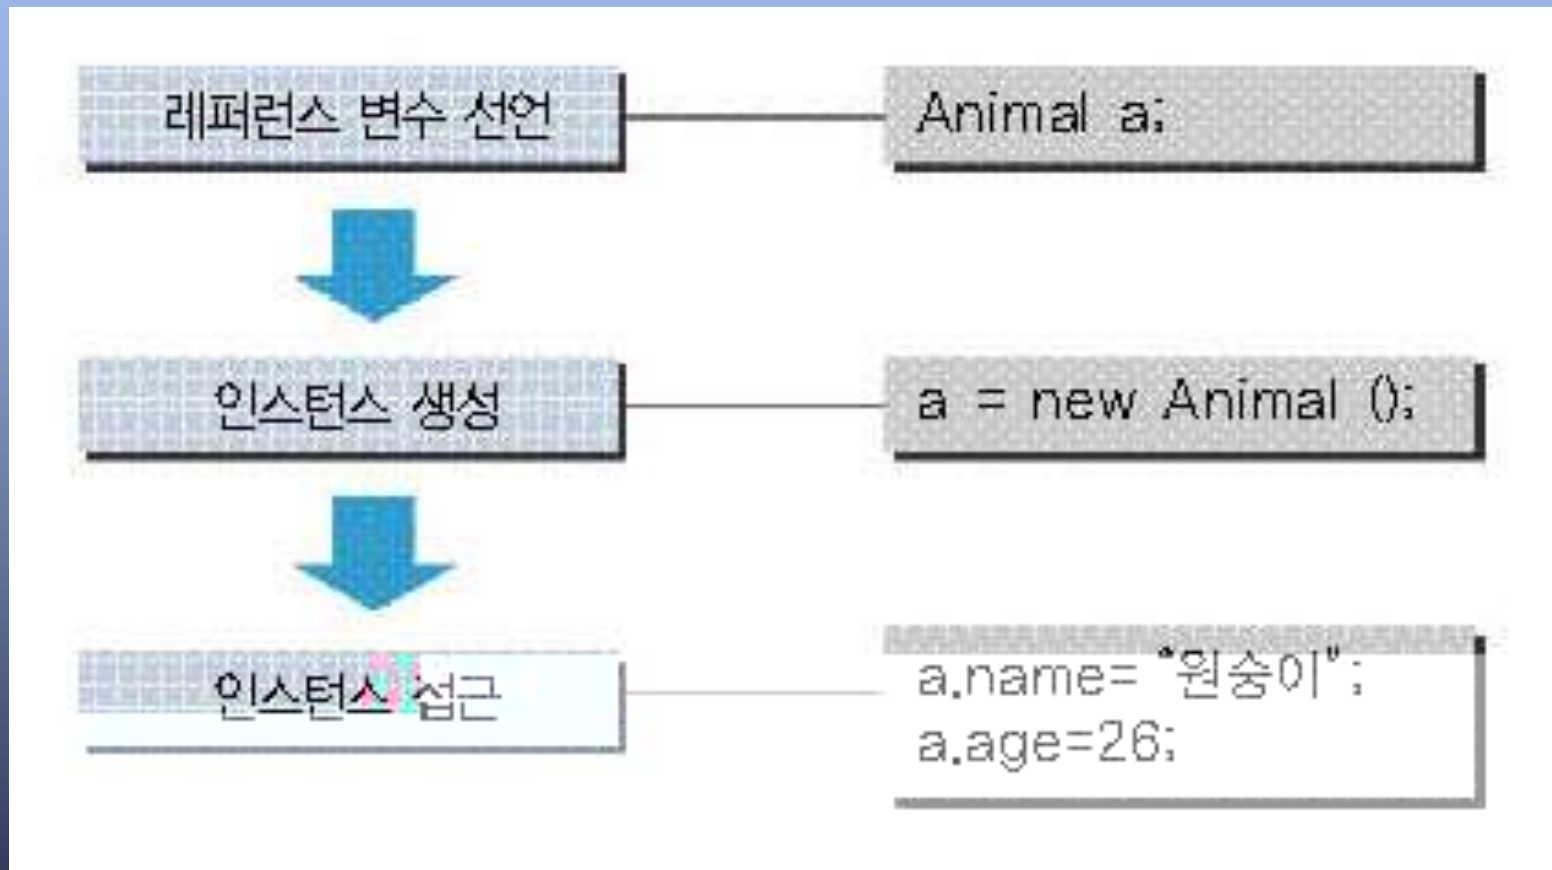 레퍼런스 변수 선언
Animal a;
인스턴스 생성
a = new Animal ();
인스턴스 접근
a.name= "원숭이";
a.age=26;